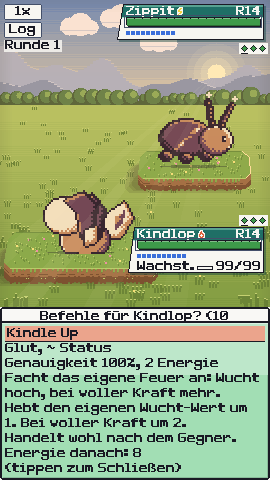 1x
Zippit R14
Log
Runde 1
Kindlop R14
Wachst. 99/99
Befehle für Kindlop? (10
Kindle Up
Glut, ~ Status
Genauigkeit 100%, 2 Energie
Facht das eigene Feuer an: Wucht
hoch, bei voller Kraft mehr.
Hebt den eigenen Wucht-Wert um
1. Bei voller Kraft um 2.
Handelt wohl nach dem Gegner.
Energie danach: 8
(tippen zum Schließen)